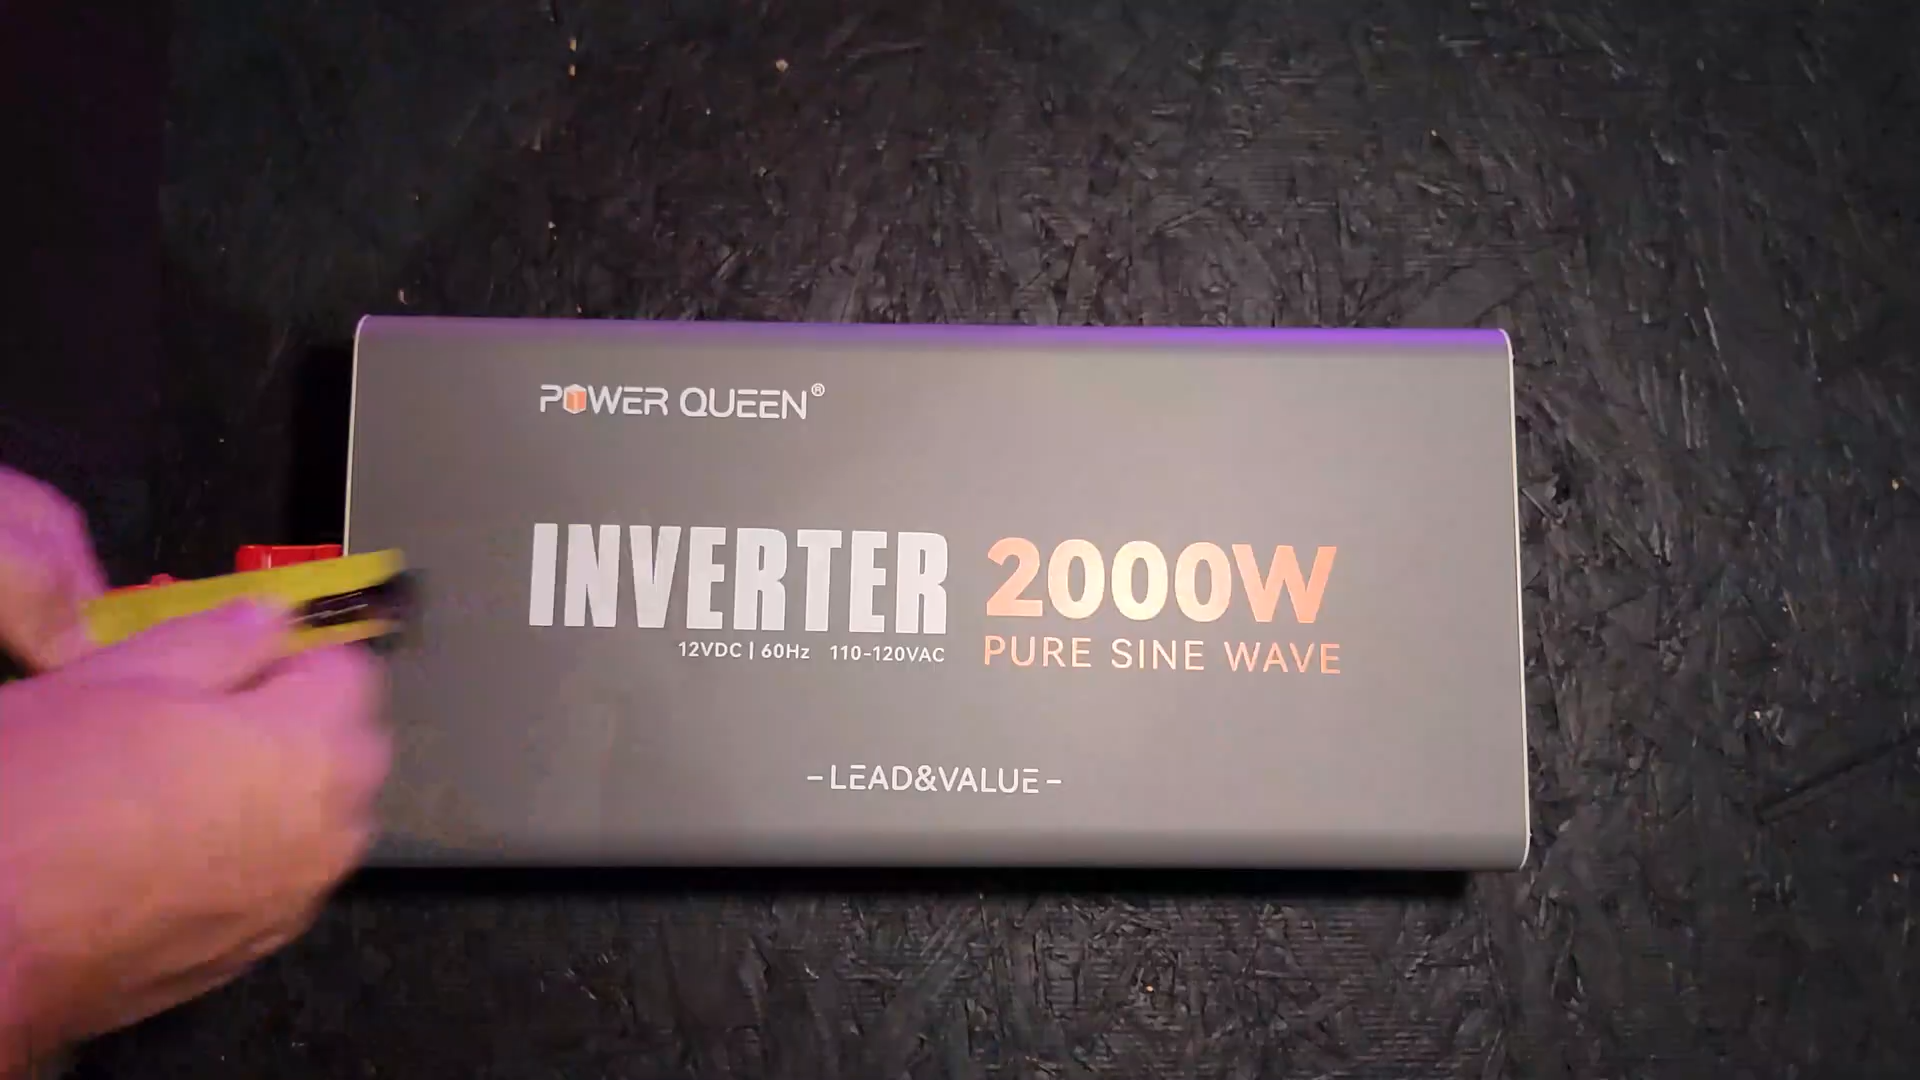 POWER QUEEN®
INVERTER 2000W
12VDC | 60Hz 110-120VAC PURE SINE WAVE
-LEAD&VALUE-